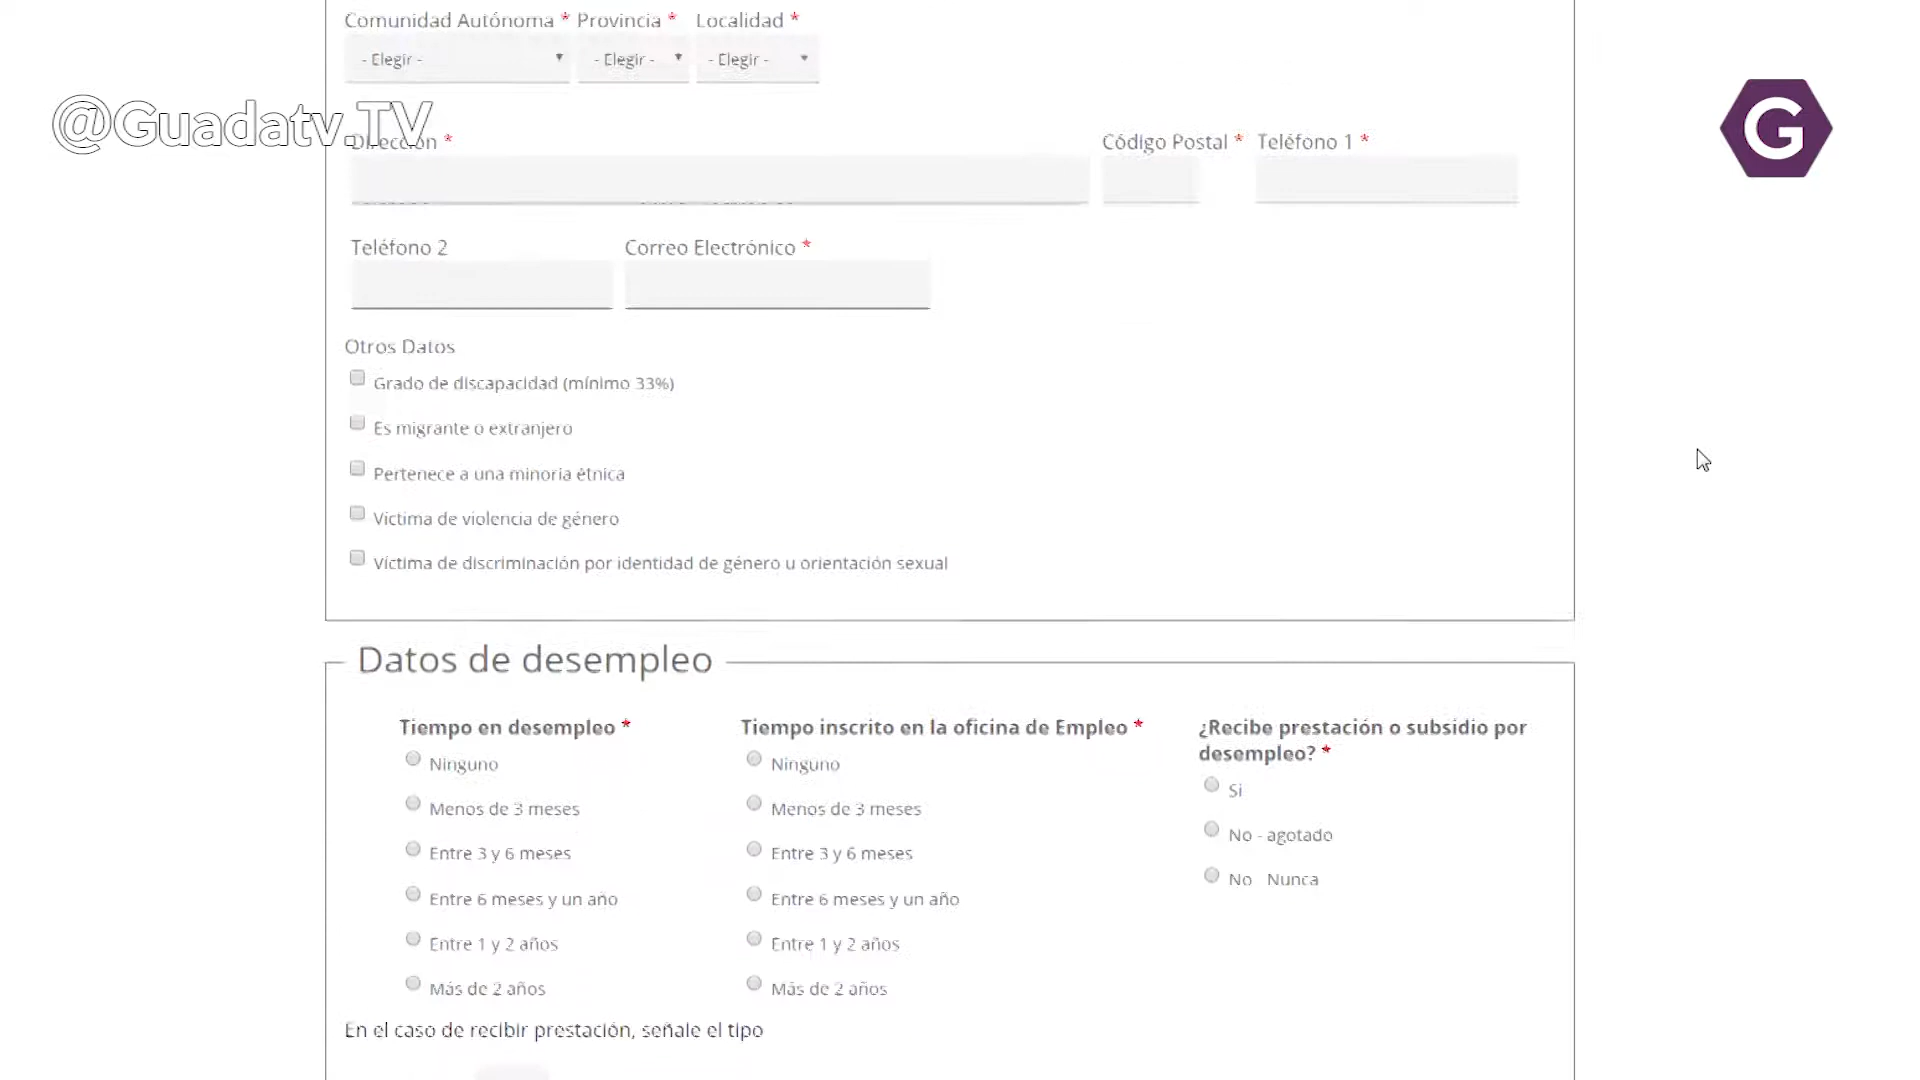 Comunidad Autónoma * Provincia * Localidad *
- Elegir - - Elegir - - Elegir -
@Guadatv.TV
G
Dirección * Código Postal * Teléfono 1 *
Teléfono 2 Correo Electrónico *
Otros Datos
Grado de discapacidad (mínimo 33%)
Es migrante o extranjero
Pertenece a una minoría étnica
Víctima de violencia de género
Víctima de discriminación por identidad de género u orientación sexual
Datos de desempleo
Tiempo en desempleo *
Ninguno
Menos de 3 meses
Entre 3 y 6 meses
Entre 6 meses y un año
Entre 1 y 2 años
Más de 2 años
Tiempo inscrito en la oficina de Empleo *
Ninguno
Menos de 3 meses
Entre 3 y 6 meses
Entre 6 meses y un año
Entre 1 y 2 años
Más de 2 años
¿Recibe prestación o subsidio por
desempleo? *
Si
No - agotado
No Nunca
En el caso de recibir prestación, señale el tipo